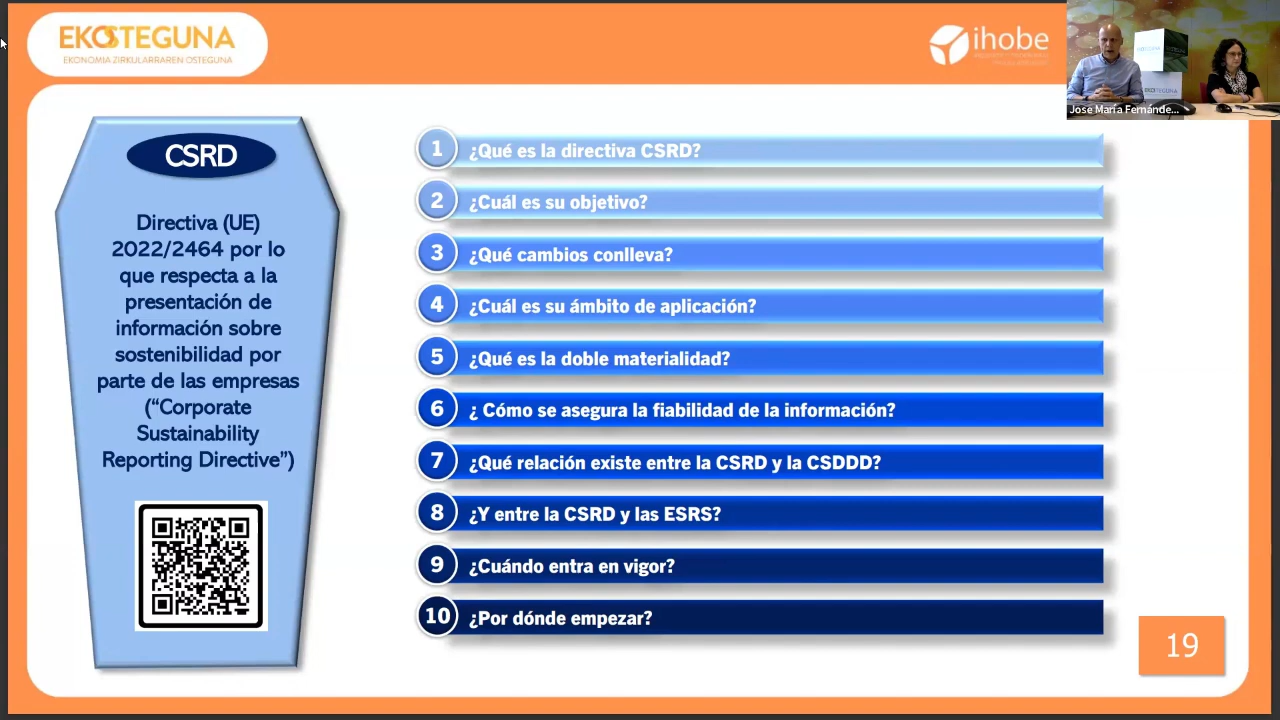 EKOSTEGUNA
EKONOMIA ZIRKULARRAREN OSTEGUNA
ihobe
José María Fernánde...
CSRD
Directiva (UE)
2022/2464 por lo
que respecta a la
presentación de
información sobre
sostenibilidad por
parte de las empresas
(“Corporate
Sustainability
Reporting Directive”)
1 ¿Qué es la directiva CSRD?
2 ¿Cuál es su objetivo?
3 ¿Qué cambios conlleva?
4 ¿Cuál es su ámbito de aplicación?
5 ¿Qué es la doble materialidad?
6 ¿ Cómo se asegura la fiabilidad de la información?
7 ¿Qué relación existe entre la CSRD y la CSDDD?
8 ¿Y entre la CSRD y las ESRS?
9 ¿Cuándo entra en vigor?
10 ¿Por dónde empezar?
19